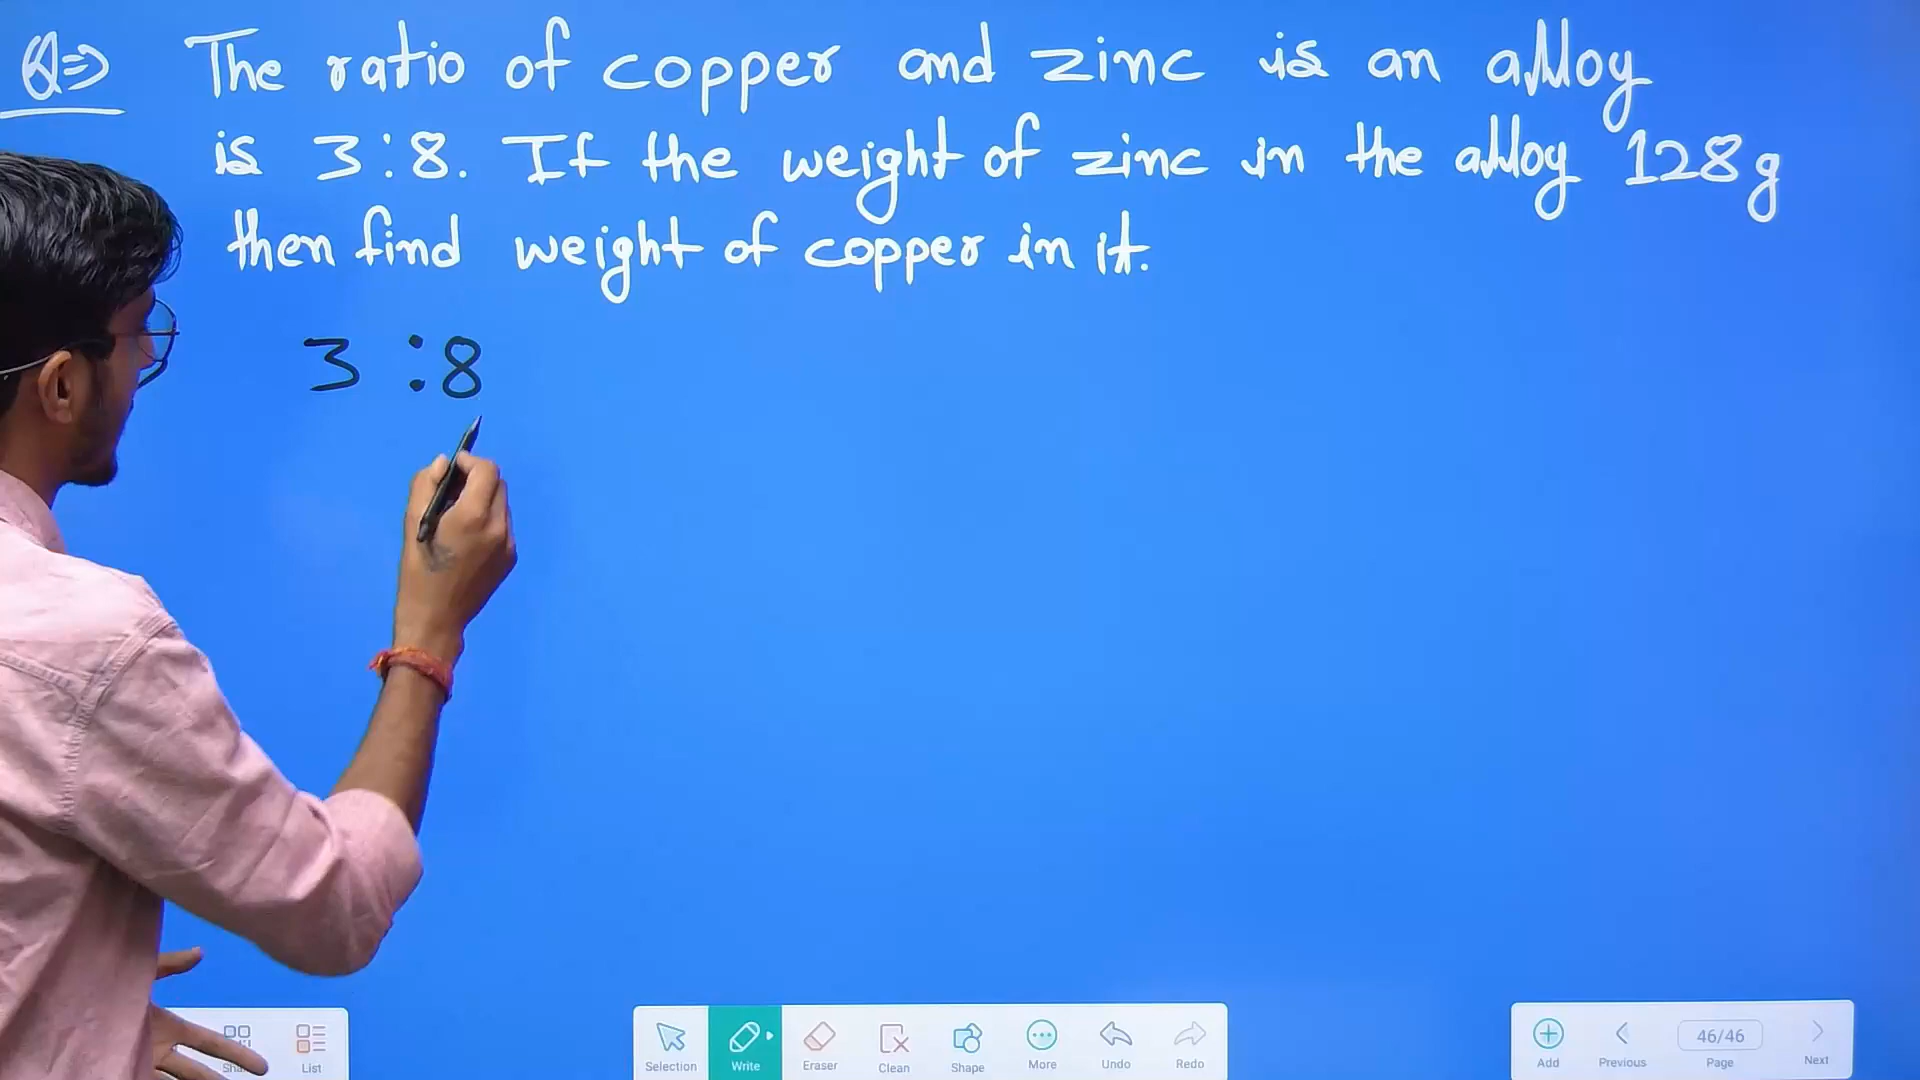 Q⇒ The ratio of copper and zinc is an alloy
is 3:8. If the weight of zinc in the alloy 128g
then find weight of copper in it.
3 :8
List
Selection Write Eraser Clean Shape More Undo Redo
Add Previous 46/46 Page Next